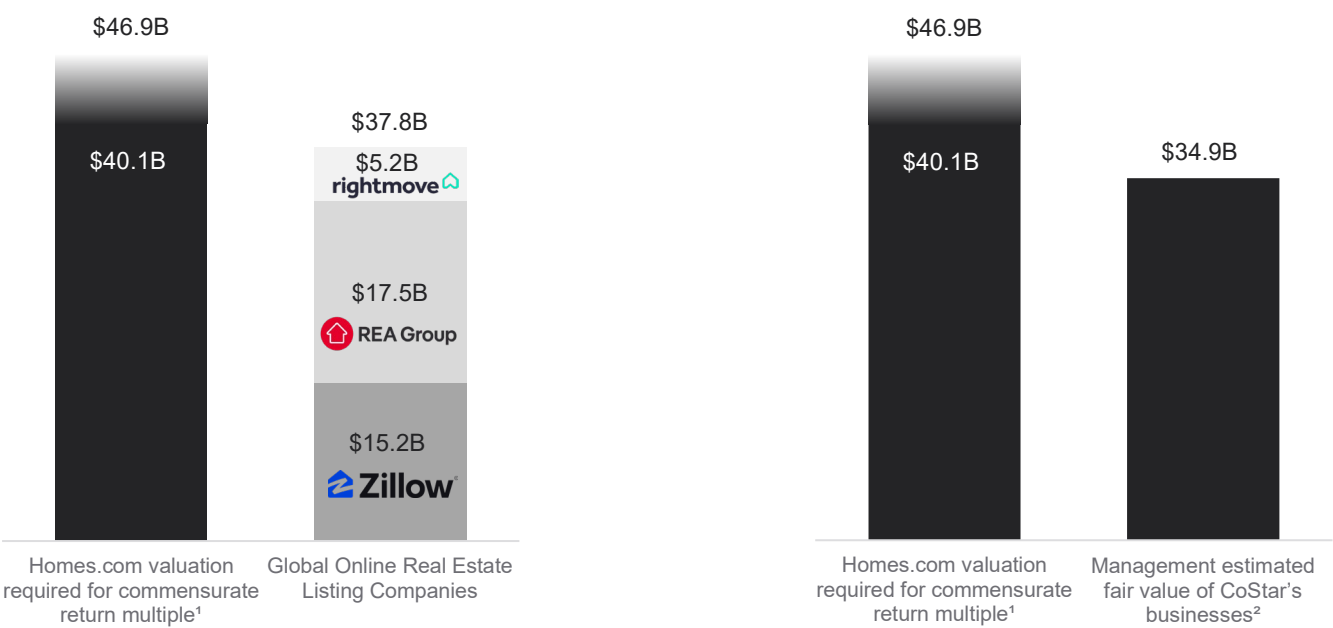 $46.9B
$40.1B
$37.8B
$5.2B
rightmove
$17.5B
REA Group
$15.2B
Zillow
Homes.com valuation
required for commensurate
return multiple¹
Global Online Real Estate
Listing Companies
$46.9B
$40.1B
$34.9B
Homes.com valuation
required for commensurate
return multiple¹
Management estimated
fair value of CoStar’s
businesses²